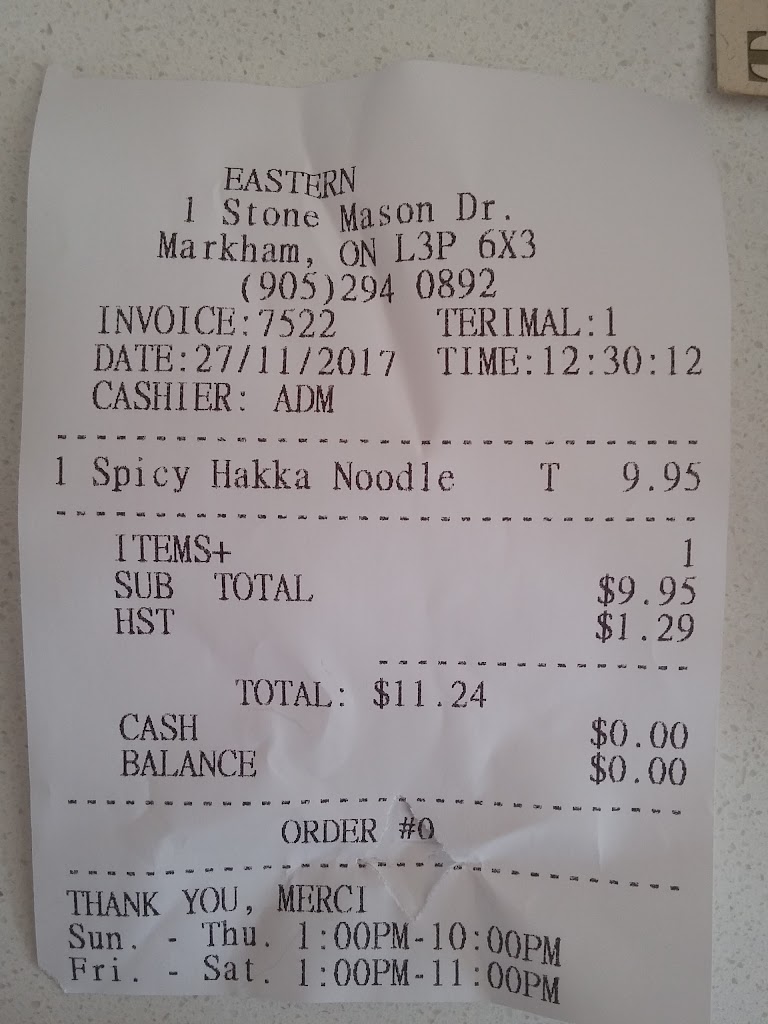 EASTERN
1 Stone Mason Dr.
Markham, ON L3P 6X3
(905)294 0892
INVOICE:7522 TERIMAL:1
DATE:27/11/2017 TIME:12:30:12
CASHIER: ADM
1 Spicy Hakka Noodle T 9.95
ITEMS+ 1
SUB TOTAL $9.95
HST $1.29
TOTAL: $11.24
CASH $0.00
BALANCE $0.00
ORDER #0
THANK YOU, MERCI
Sun. - Thu. 1:00PM-10:00PM
Fri. - Sat. 1:00PM-11:00PM